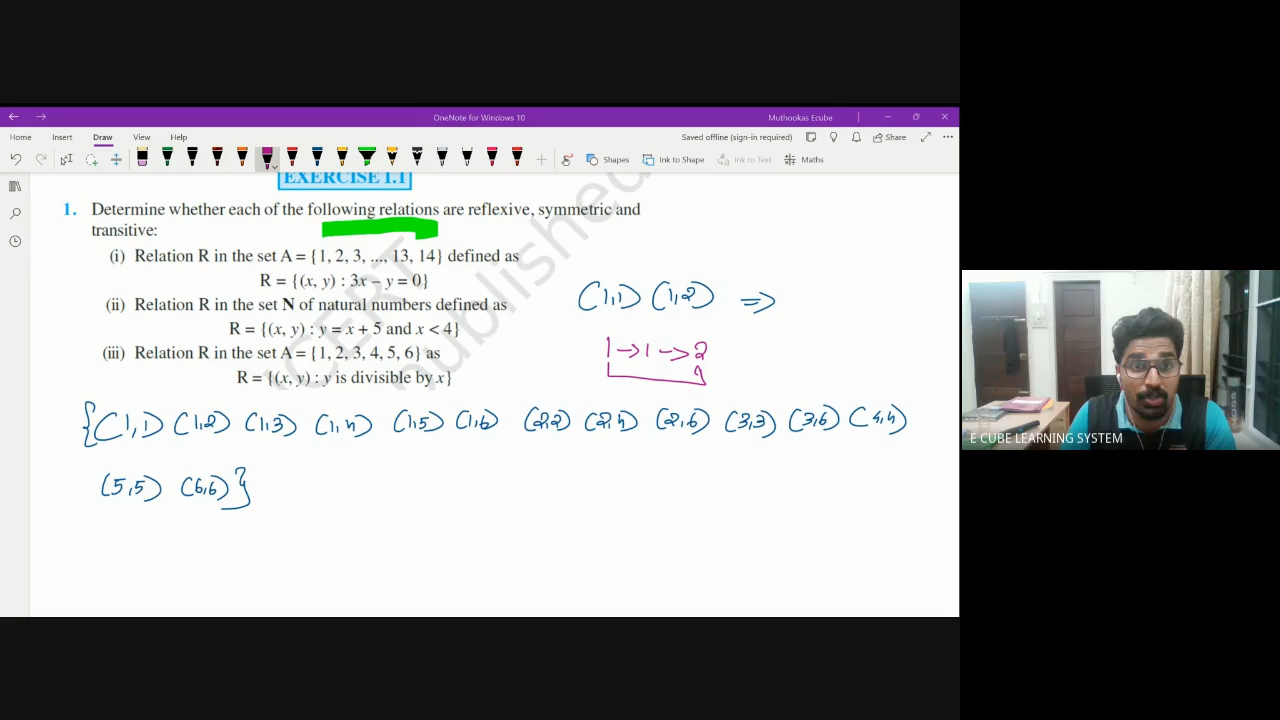 OneNote for Windows 10
Muthookas Ecube
Home Insert Draw View Help
Saved offline (sign-in required) Share
Shapes Ink to Shape Ink to Text Maths
EXERCISE 1.1
1. Determine whether each of the following relations are reflexive, symmetric and
transitive:
(i) Relation R in the set A = {1, 2, 3, ..., 13, 14} defined as
R = {(x, y) : 3x – y = 0}
(ii) Relation R in the set N of natural numbers defined as
R = {(x, y) : y = x + 5 and x < 4}
(iii) Relation R in the set A = {1, 2, 3, 4, 5, 6} as
R = {(x, y) : y is divisible by x}
(1,1) (1,2) ⇒
1 → 1 → 2
{(1,1) (1,2) (1,3) (1,4) (1,5) (1,6) (2,2) (2,4) (2,6) (3,3) (3,6) (4,4)
(5,5) (6,6)}
published
E CUBE LEARNING SYSTEM